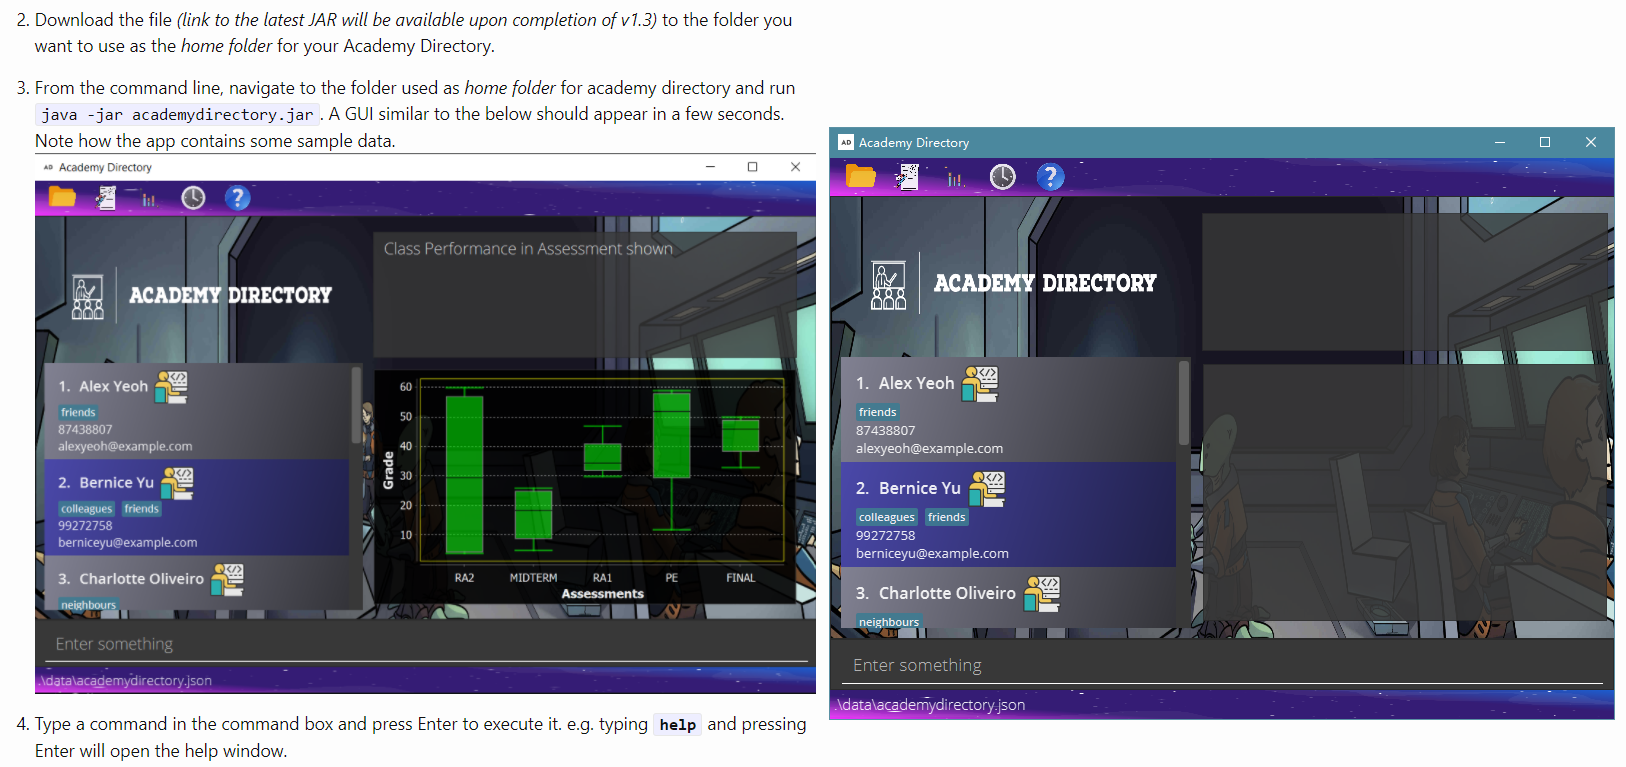 2. Download the file (link to the latest JAR will be available upon completion of v1.3) to the folder you
want to use as the home folder for your Academy Directory.
3. From the command line, navigate to the folder used as home folder for academy directory and run
java -jar academydirectory.jar . A GUI similar to the below should appear in a few seconds.
Note how the app contains some sample data.
AD Academy Directory
?
Class Performance in Assessment shown
ACADEMY DIRECTORY
1. Alex Yeoh
friends
87438807
alexyeoh@example.com
2. Bernice Yu
colleagues friends
99272758
berniceyu@example.com
3. Charlotte Oliveiro
neighbours
Grade
60
50
40
30
20
10
RA2 MIDTERM RA1 PE FINAL
Assessments
Enter something
.\data\academydirectory.json
4. Type a command in the command box and press Enter to execute it. e.g. typing help and pressing
Enter will open the help window.
AD Academy Directory
?
ACADEMY DIRECTORY
1. Alex Yeoh
friends
87438807
alexyeoh@example.com
2. Bernice Yu
colleagues friends
99272758
berniceyu@example.com
3. Charlotte Oliveiro
neighbours
Enter something
.\data\academydirectory.json